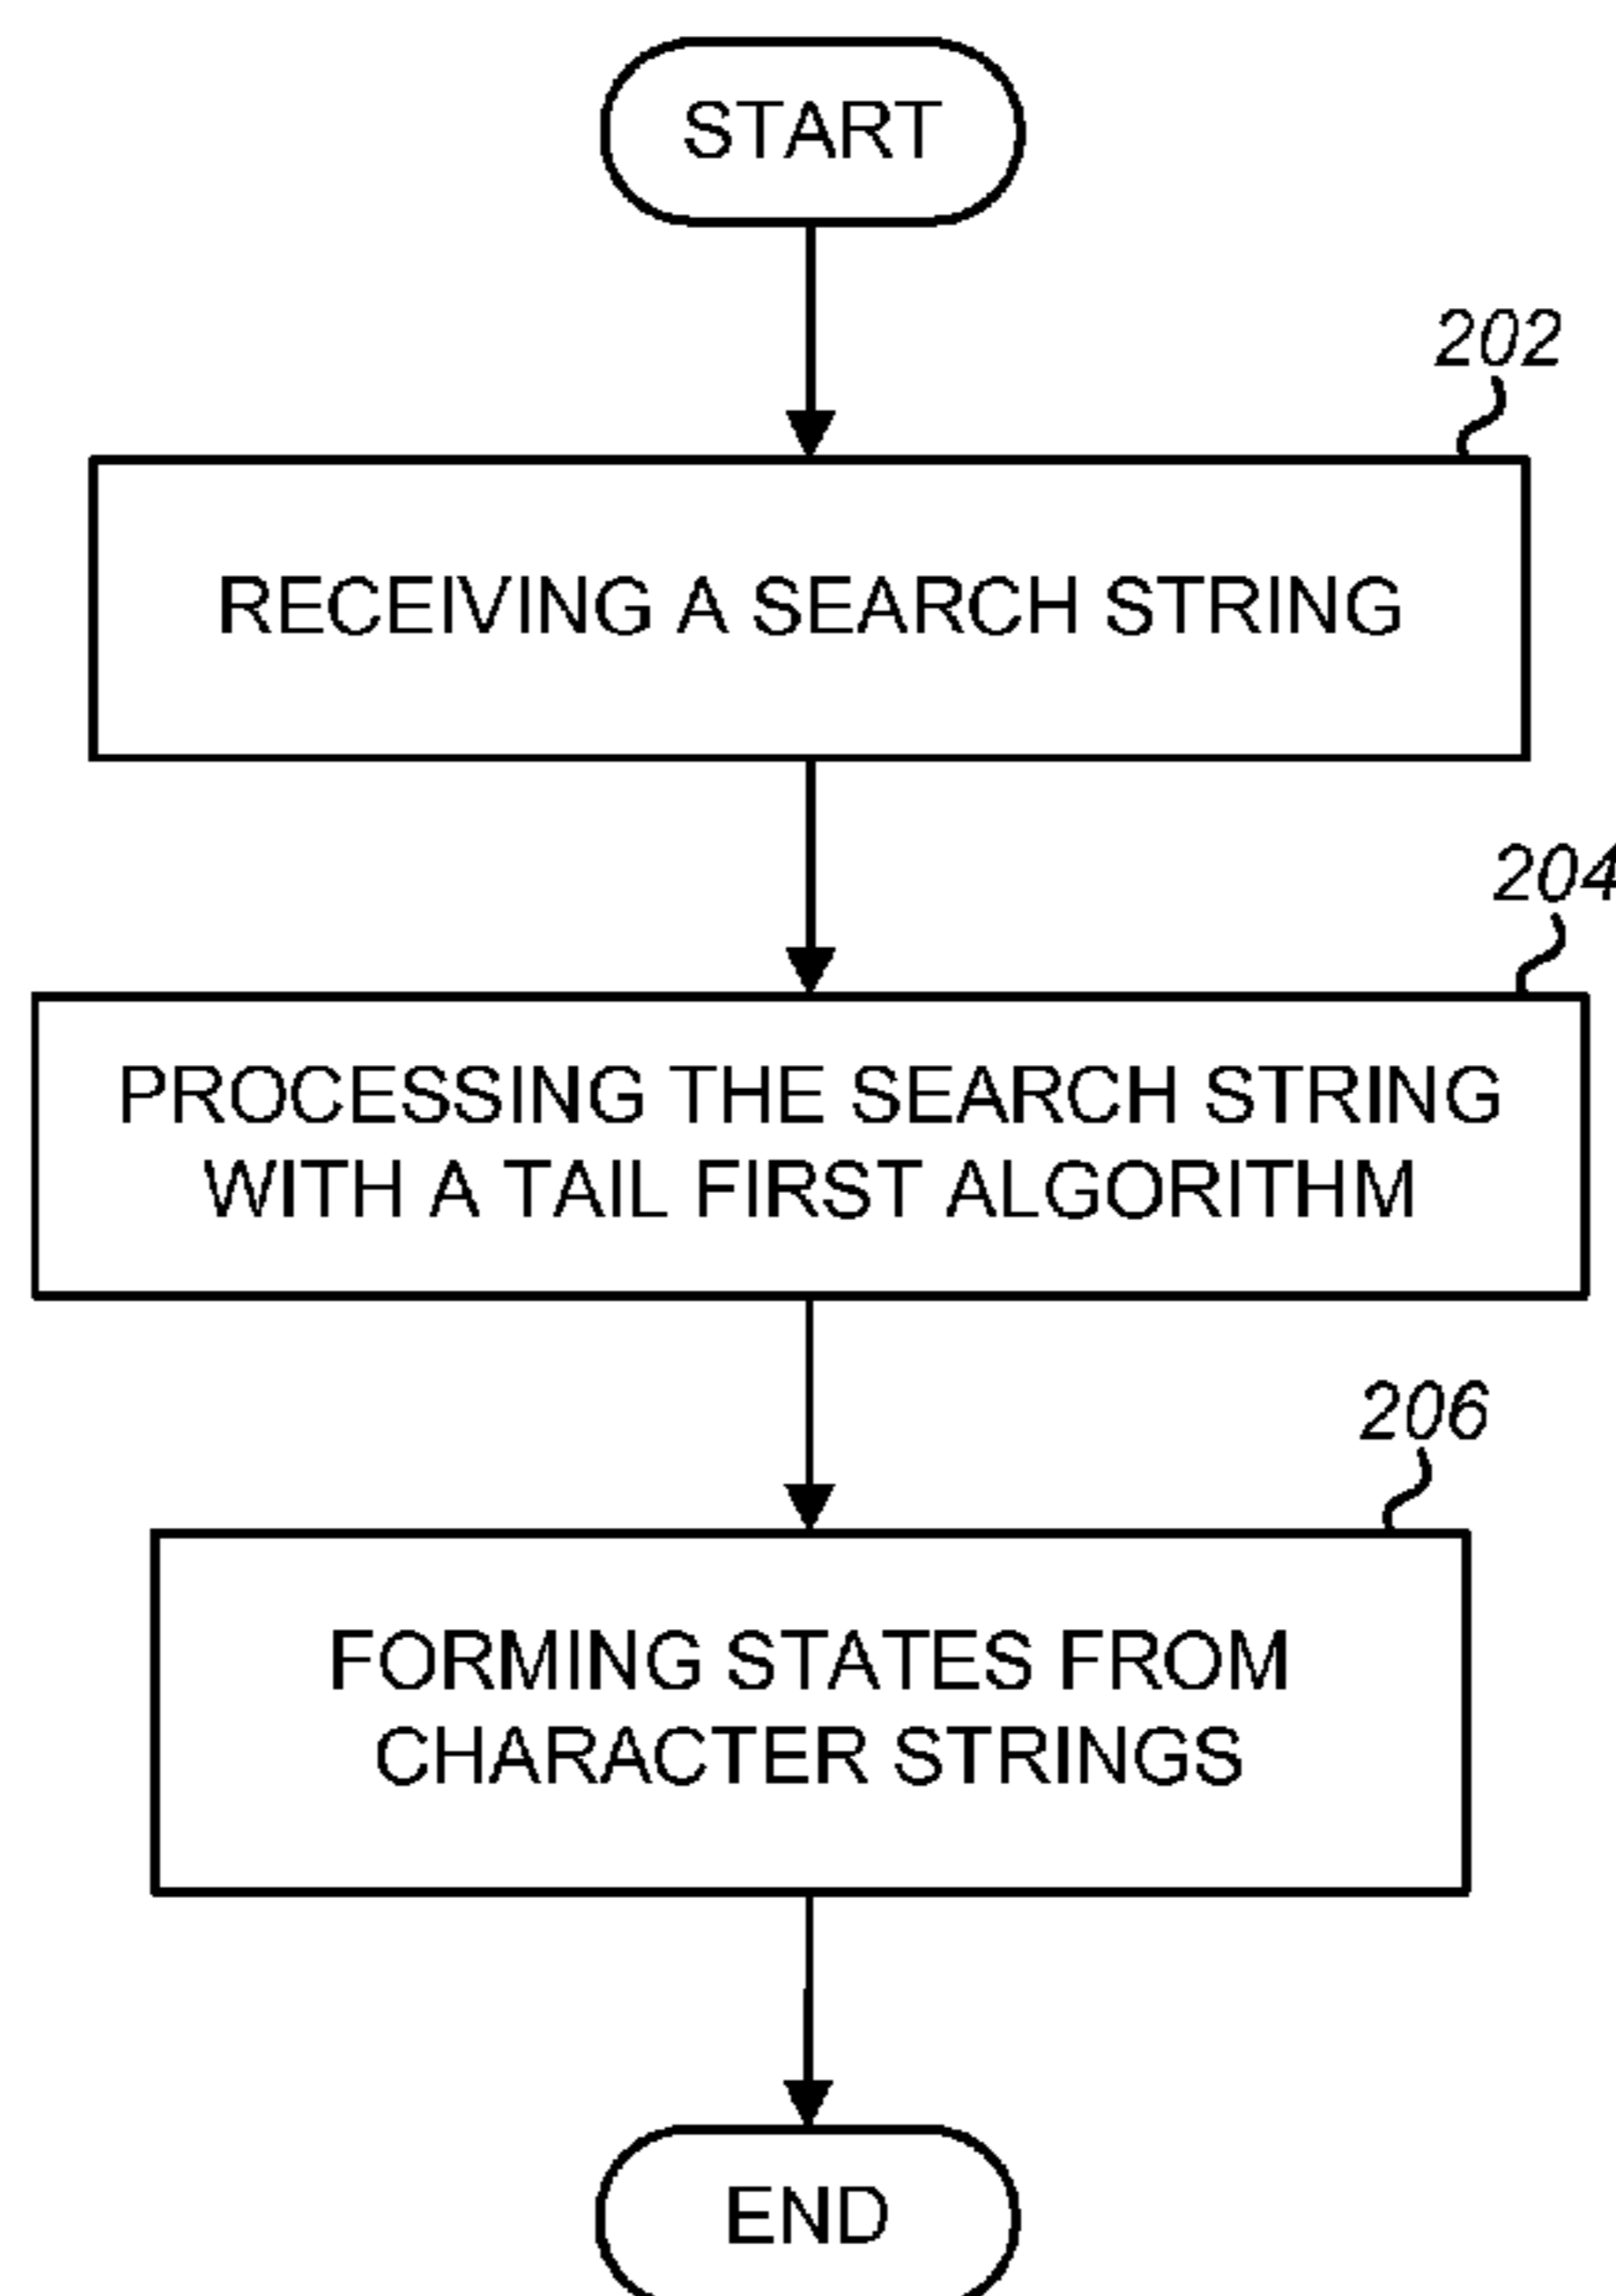 START
202
RECEIVING A SEARCH STRING
204
PROCESSING THE SEARCH STRING
WITH A TAIL FIRST ALGORITHM
206
FORMING STATES FROM
CHARACTER STRINGS
END